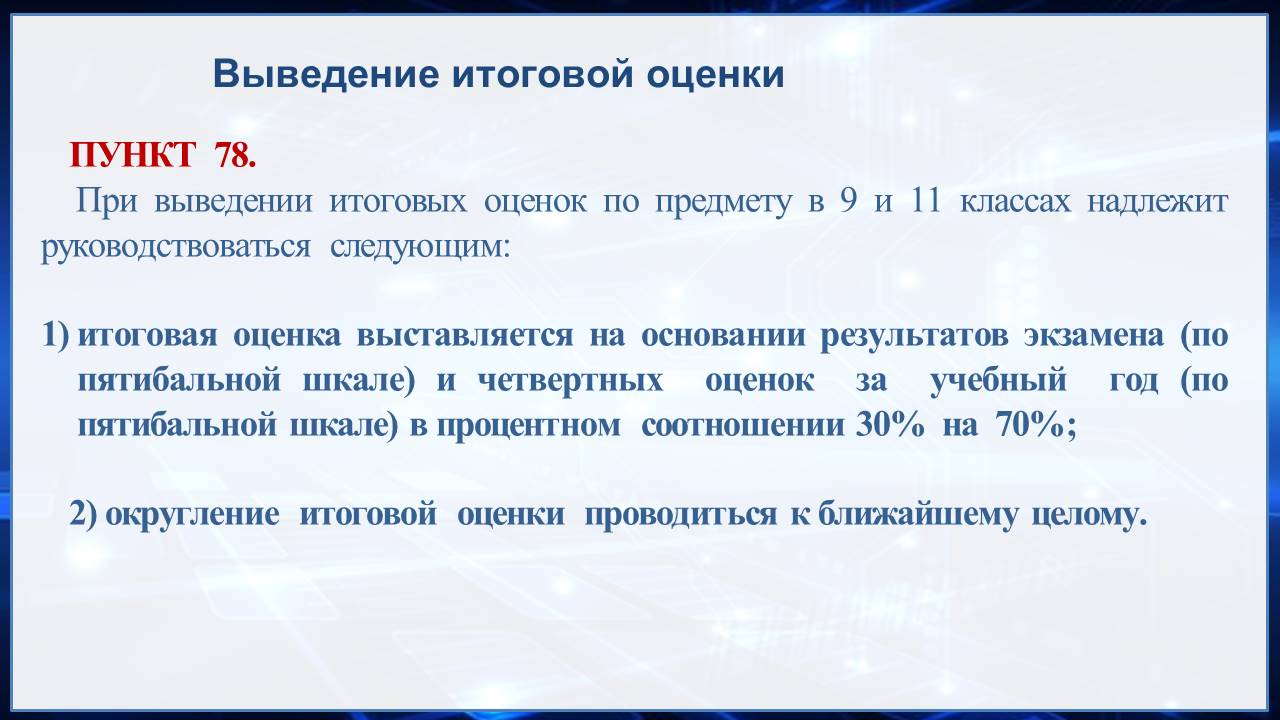 Выведение итоговой оценки
ПУНКТ 78.
При выведении итоговых оценок по предмету в 9 и 11 классах надлежит
руководствоваться следующим:
1) итоговая оценка выставляется на основании результатов экзамена (по
пятибальной шкале) и четвертных оценок за учебный год (по
пятибальной шкале) в процентном соотношении 30% на 70%;
2) округление итоговой оценки проводиться к ближайшему целому.